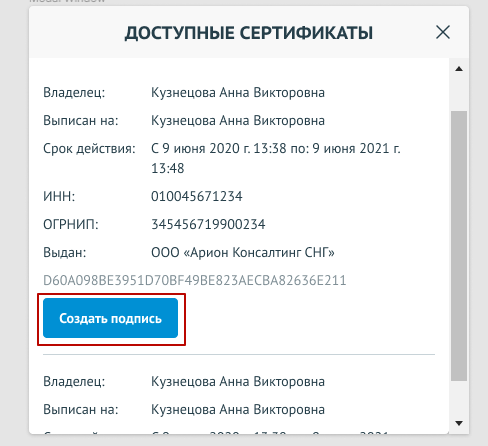 Modal Window
ДОСТУПНЫЕ СЕРТИФИКАТЫ
Владелец: Кузнецова Анна Викторовна
Выписан на: Кузнецова Анна Викторовна
Срок действия: С 9 июня 2020 г. 13:38 по: 9 июня 2021 г.
13:48
ИНН: 010045671234
ОГРНИП: 345456719900234
Выдан: ООО «Арион Консалтинг СНГ»
D60A098BE3951D70BF49BE823AECBA82636E211
Создать подпись
Владелец: Кузнецова Анна Викторовна
Выписан на: Кузнецова Анна Викторовна